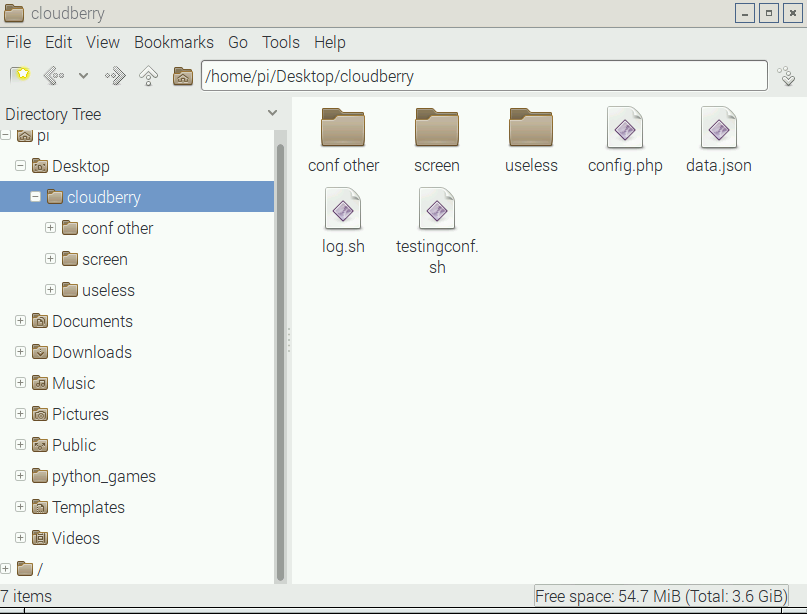 cloudberry
File Edit View Bookmarks Go Tools Help
/home/pi/Desktop/cloudberry
Directory Tree
pi
Desktop
cloudberry
conf other
screen
useless
Documents
Downloads
Music
Pictures
Public
python_games
Templates
Videos
/
conf other screen useless config.php data.json
log.sh testingconf.
sh
7 items
Free space: 54.7 MiB (Total: 3.6 GiB)